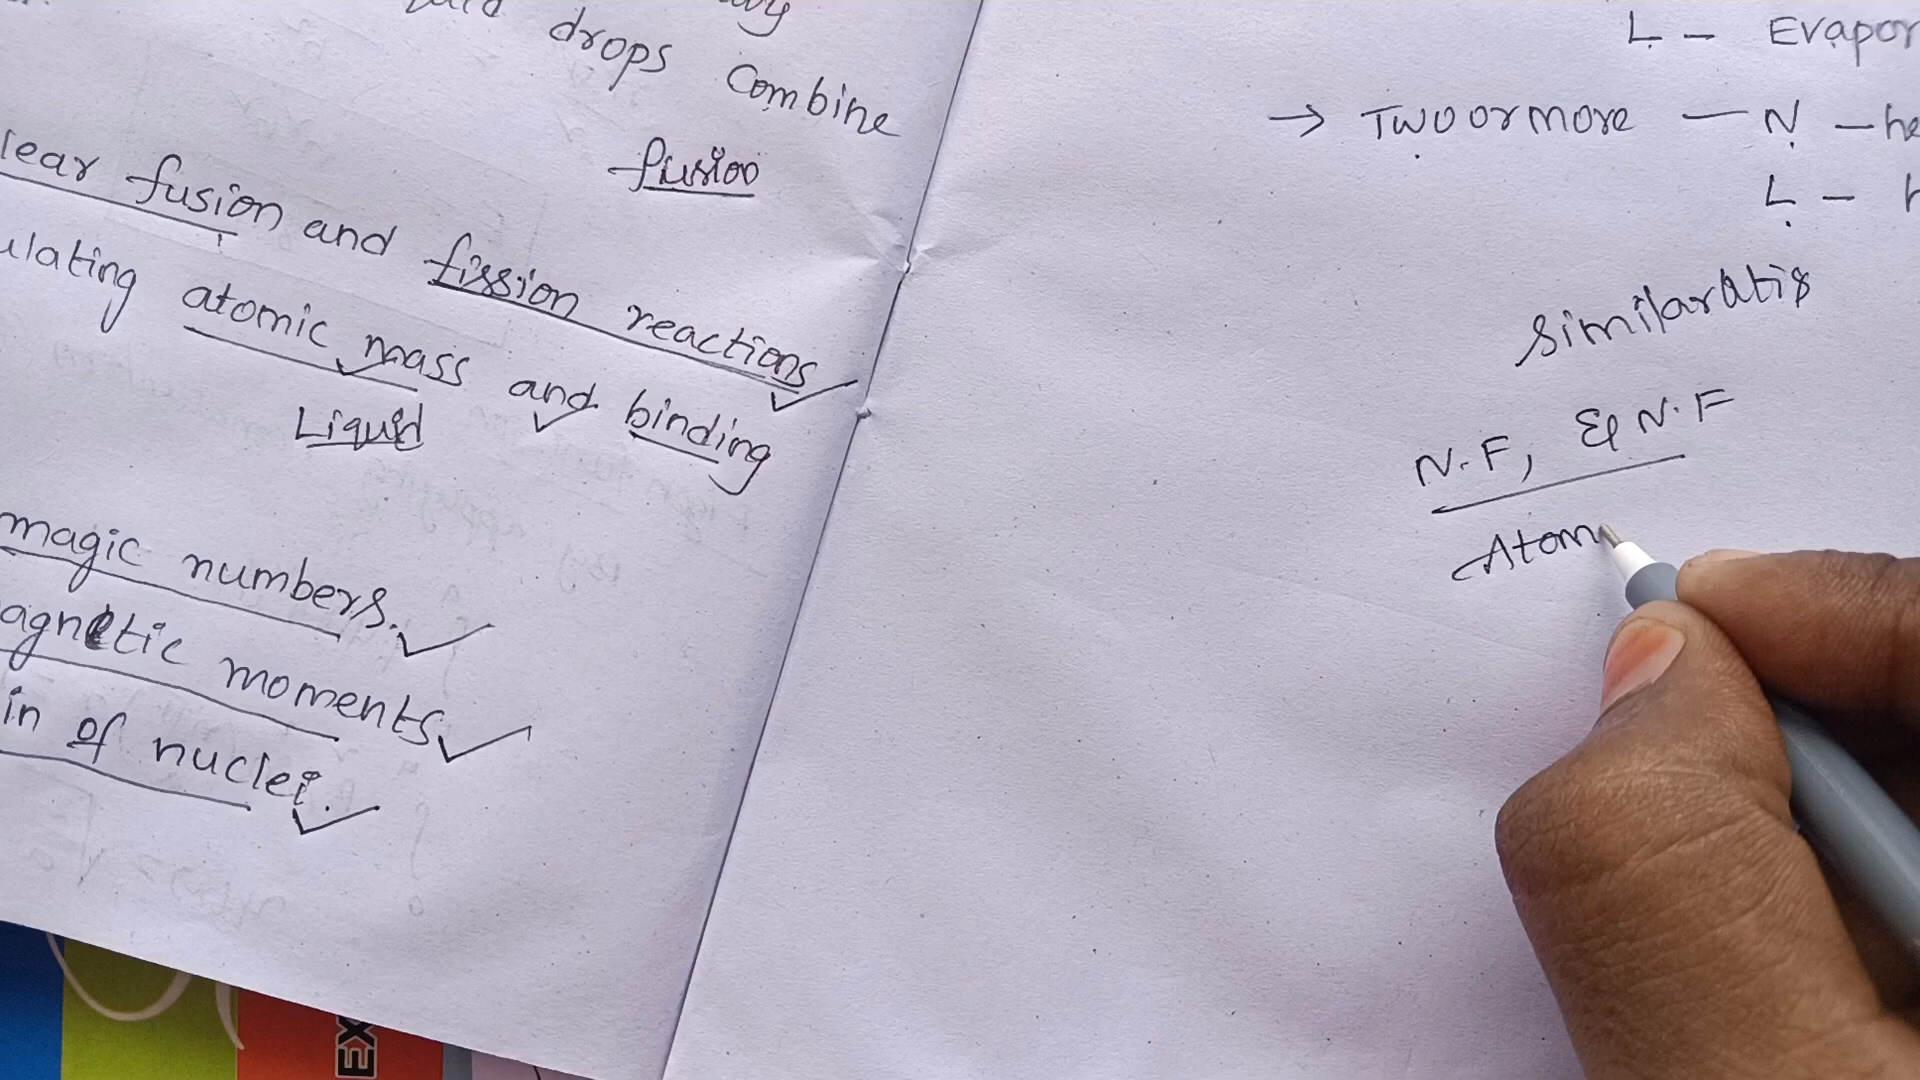 drops combine
fusion
lear fusion and fission reactions
ulating atomic mass and binding
Liquid
magic numbers.
agnetic moments
in of nuclei.
EX
L - Evapor
→ Two or more - N - he
L - h
N.F, & N.F
Atom